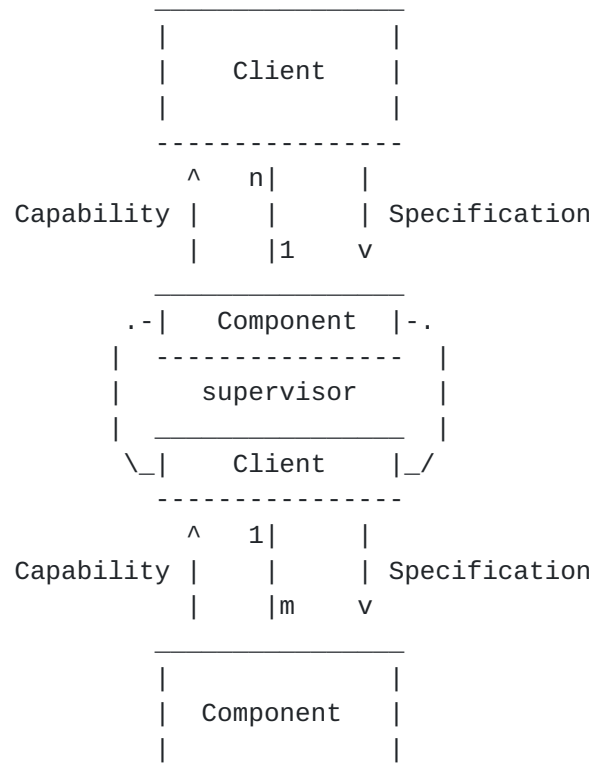 Client
^ n| |
Capability | | | Specification
| |1 v
.-| Component |-.
supervisor
\_| Client |_/
^ 1| |
Capability | | | Specification
| |m v
Component